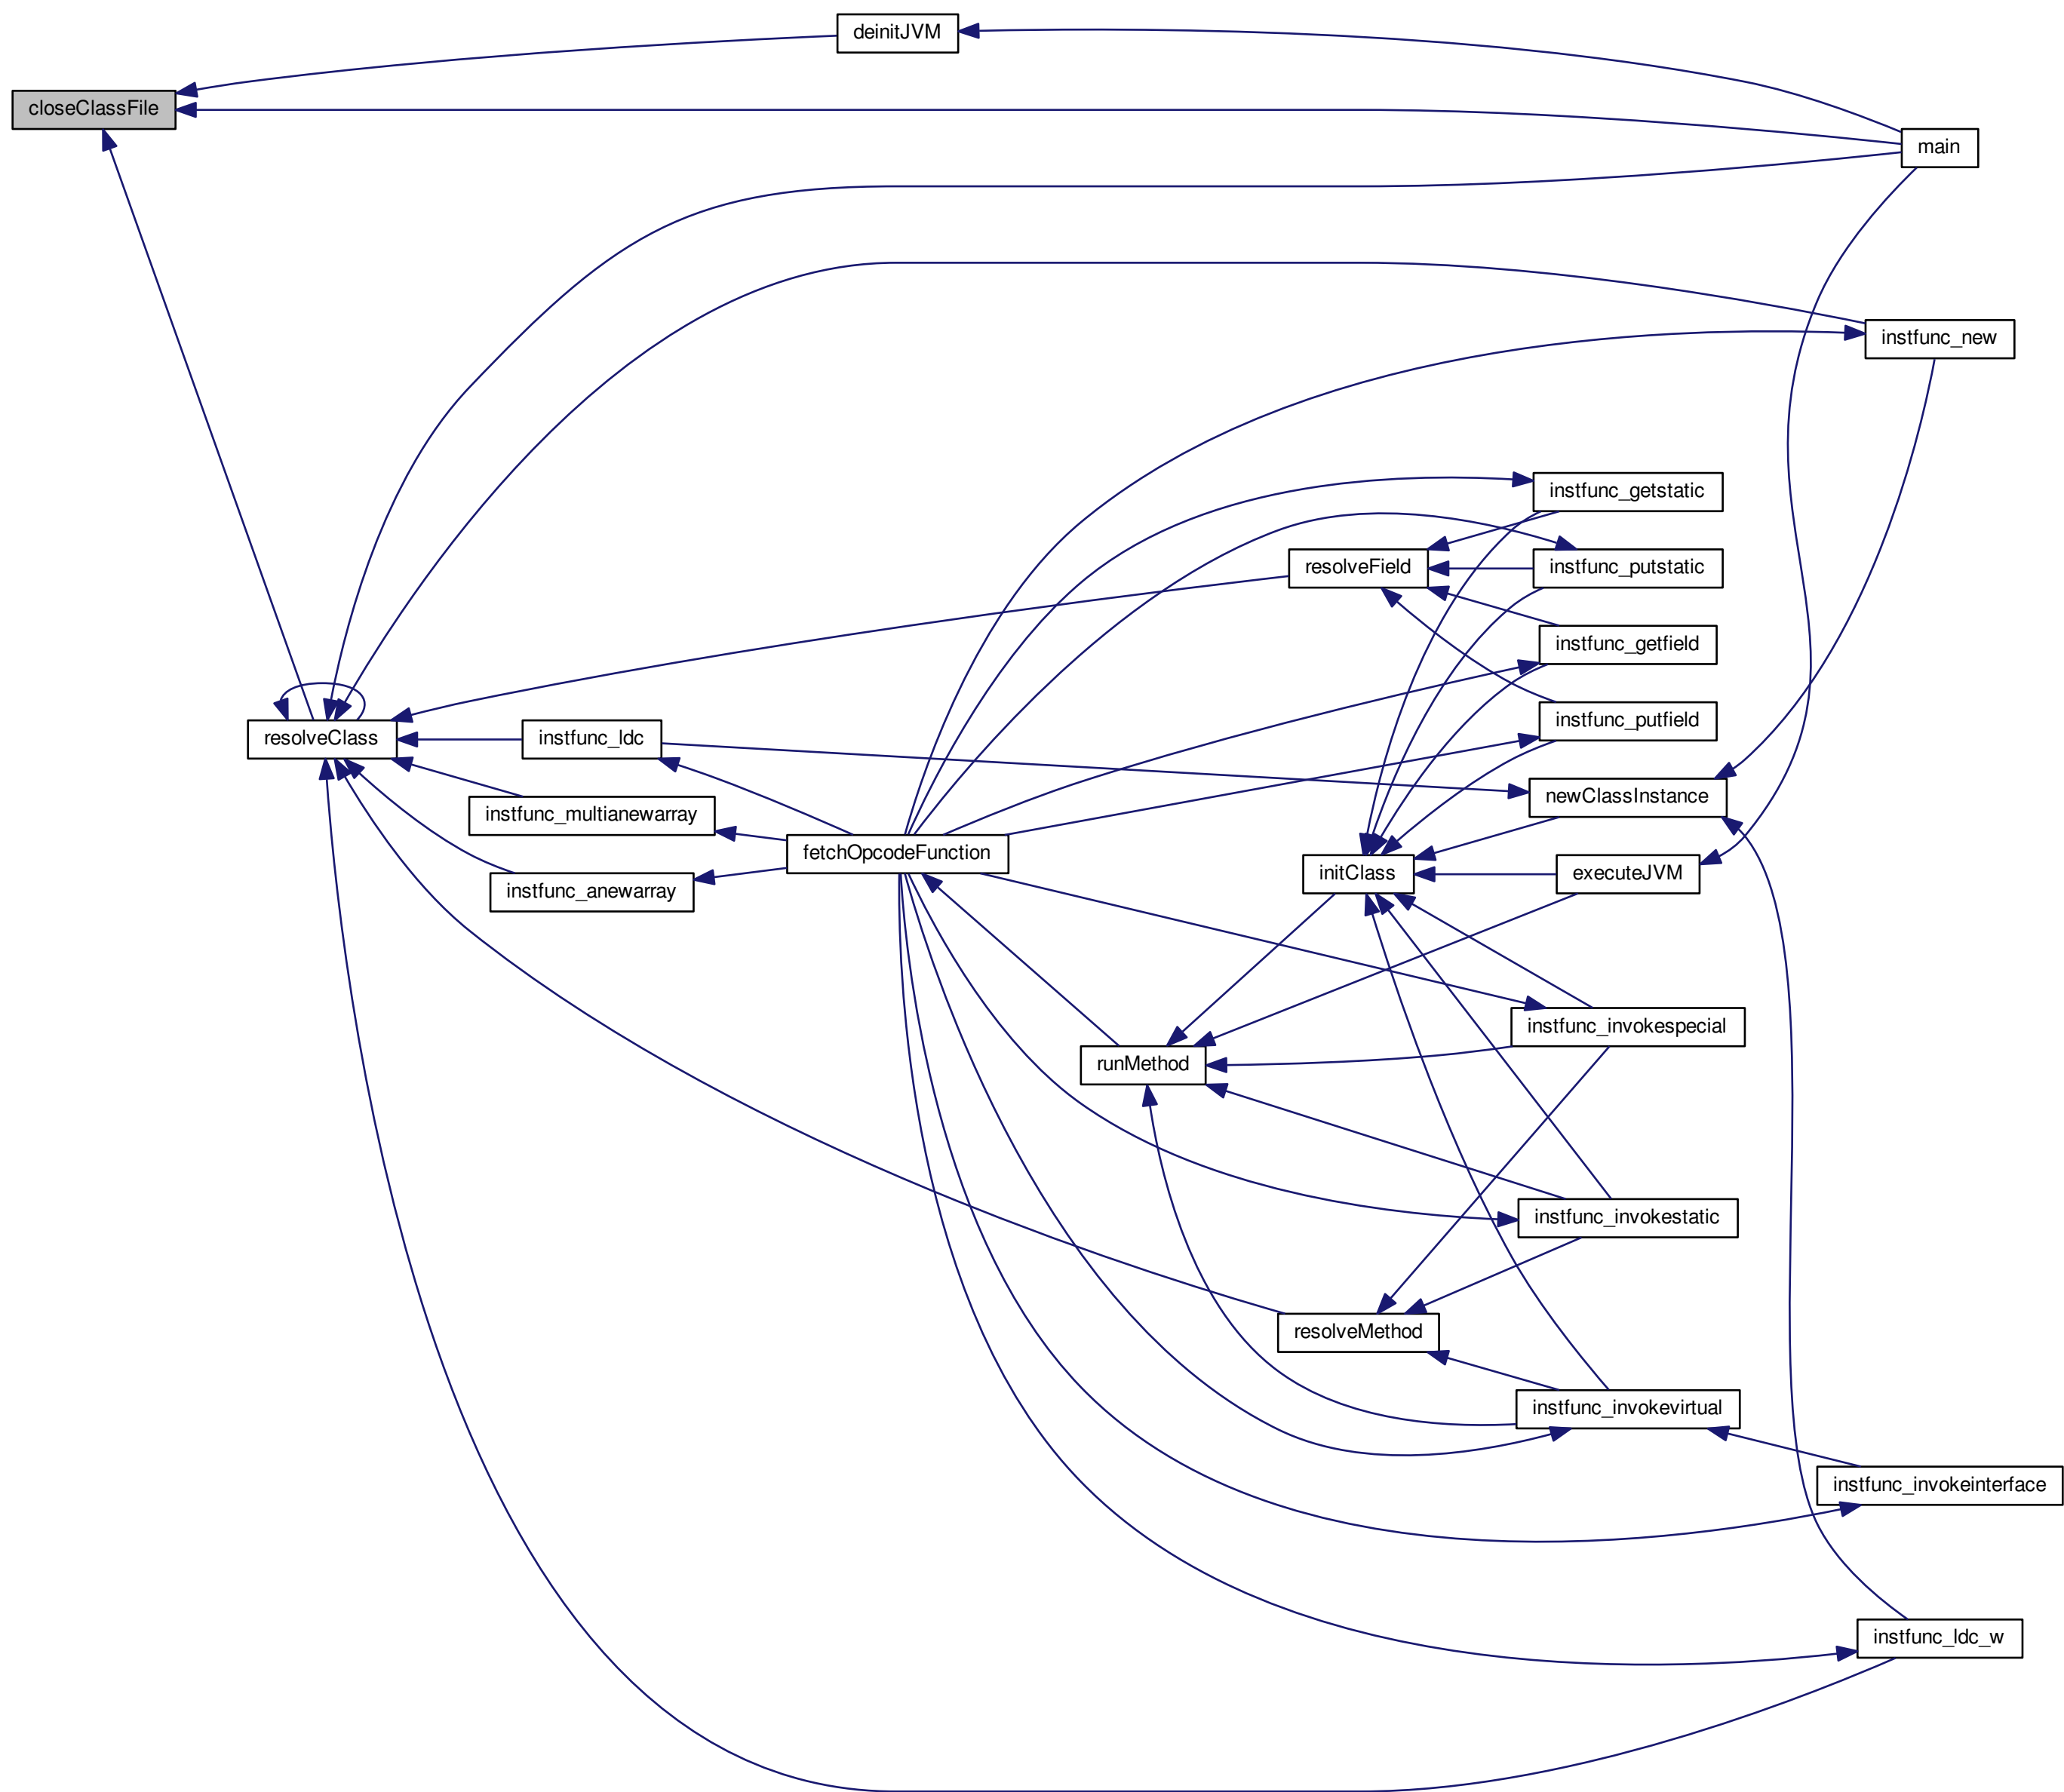 deinitJVM
closeClassFile
main
instfunc_new
instfunc_getstatic
resolveField
instfunc_putstatic
instfunc_getfield
instfunc_putfield
resolveClass
instfunc_ldc
newClassInstance
instfunc_multianewarray
fetchOpcodeFunction
initClass
executeJVM
instfunc_anewarray
instfunc_invokespecial
runMethod
instfunc_invokestatic
resolveMethod
instfunc_invokevirtual
instfunc_invokeinterface
instfunc_ldc_w